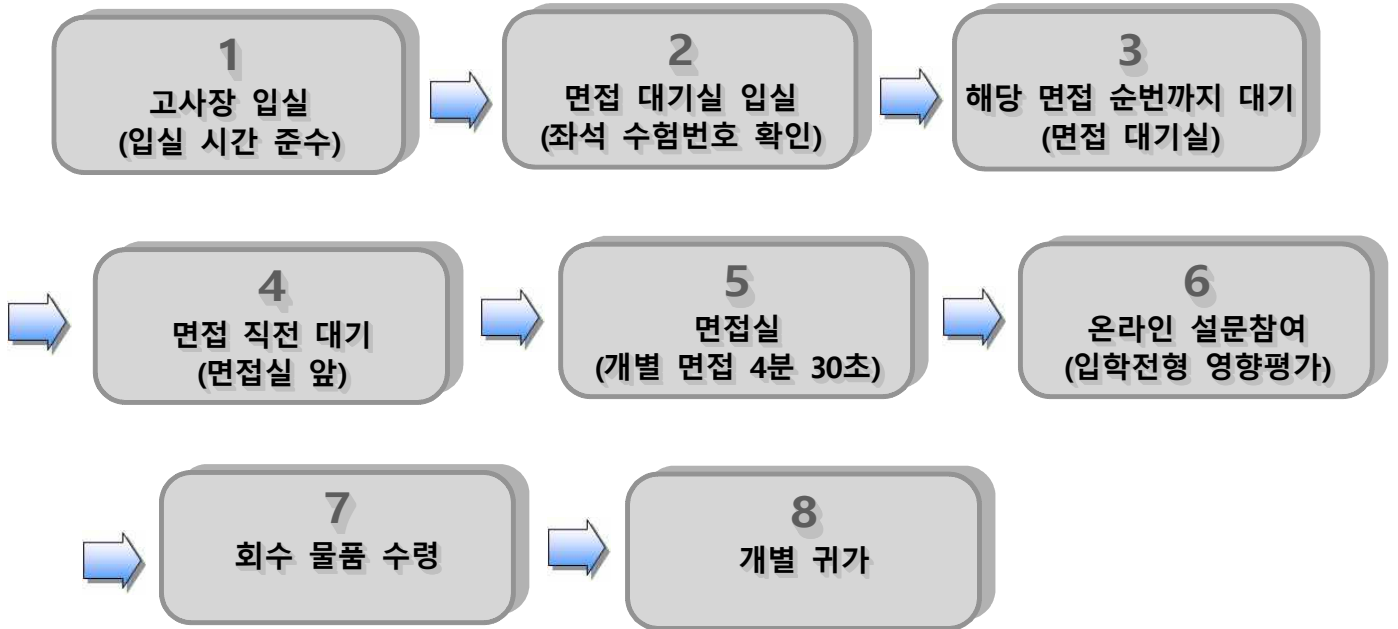 1
고사장 입실
(입실 시간 준수)
2
면접 대기실 입실
(좌석 수험번호 확인)
3
해당 면접 순번까지 대기
(면접 대기실)
4
면접 직전 대기
(면접실 앞)
5
면접실
(개별 면접 4분 30초)
6
온라인 설문참여
(입학전형 영향평가)
7
회수 물품 수령
8
개별 귀가